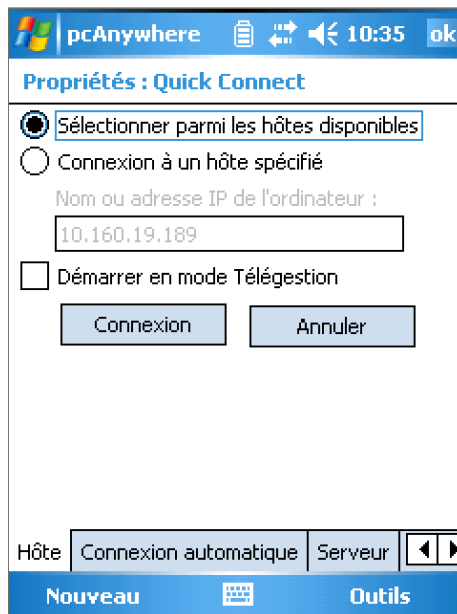 pcAnywhere 10:35 ok
Propriétés : Quick Connect
Sélectionner parmi les hôtes disponibles
Connexion à un hôte spécifié
Nom ou adresse IP de l'ordinateur :
10.160.19.189
Démarrer en mode Télégestion
Connexion Annuler
Hôte Connexion automatique Serveur
Nouveau Outils